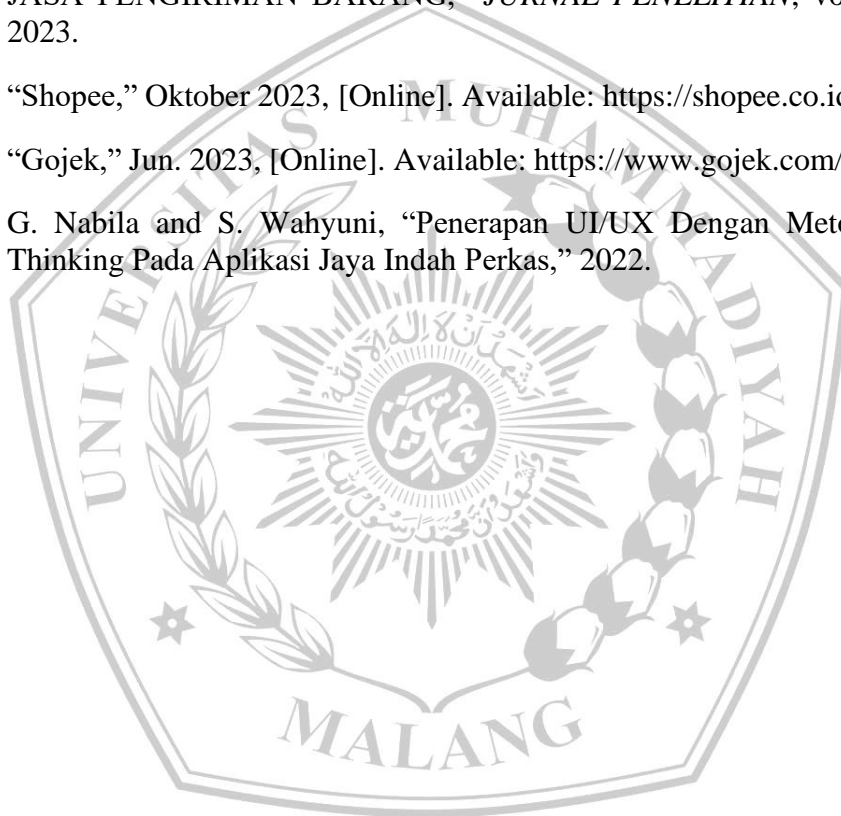 JASA PENGIRIMAN BARANG,” JURNAL PENELITIAN, vo
2023.
“Shopee,” Oktober 2023, [Online]. Available: https://shopee.co.id
“Gojek,” Jun. 2023, [Online]. Available: https://www.gojek.com/
G. Nabila and S. Wahyuni, “Penerapan UI/UX Dengan Meto
Thinking Pada Aplikasi Jaya Indah Perkas,” 2022.
UNIVERSITAS MUHAMMADIYAH
MALANG